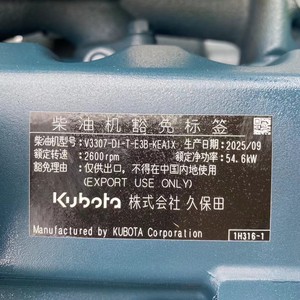 柴油机豁免标签
柴油机型号: V3307-DI-T-E3B-KEA1X 生产日期: 2025/09
额定转速: 2600rpm 额定净功率: 54.6kW
豁免理由: 仅供出口，不得在中国内地使用
(EXPORT USE ONLY)
Kubota 株式会社 久保田
Manufactured by KUBOTA Corporation
1H316-1